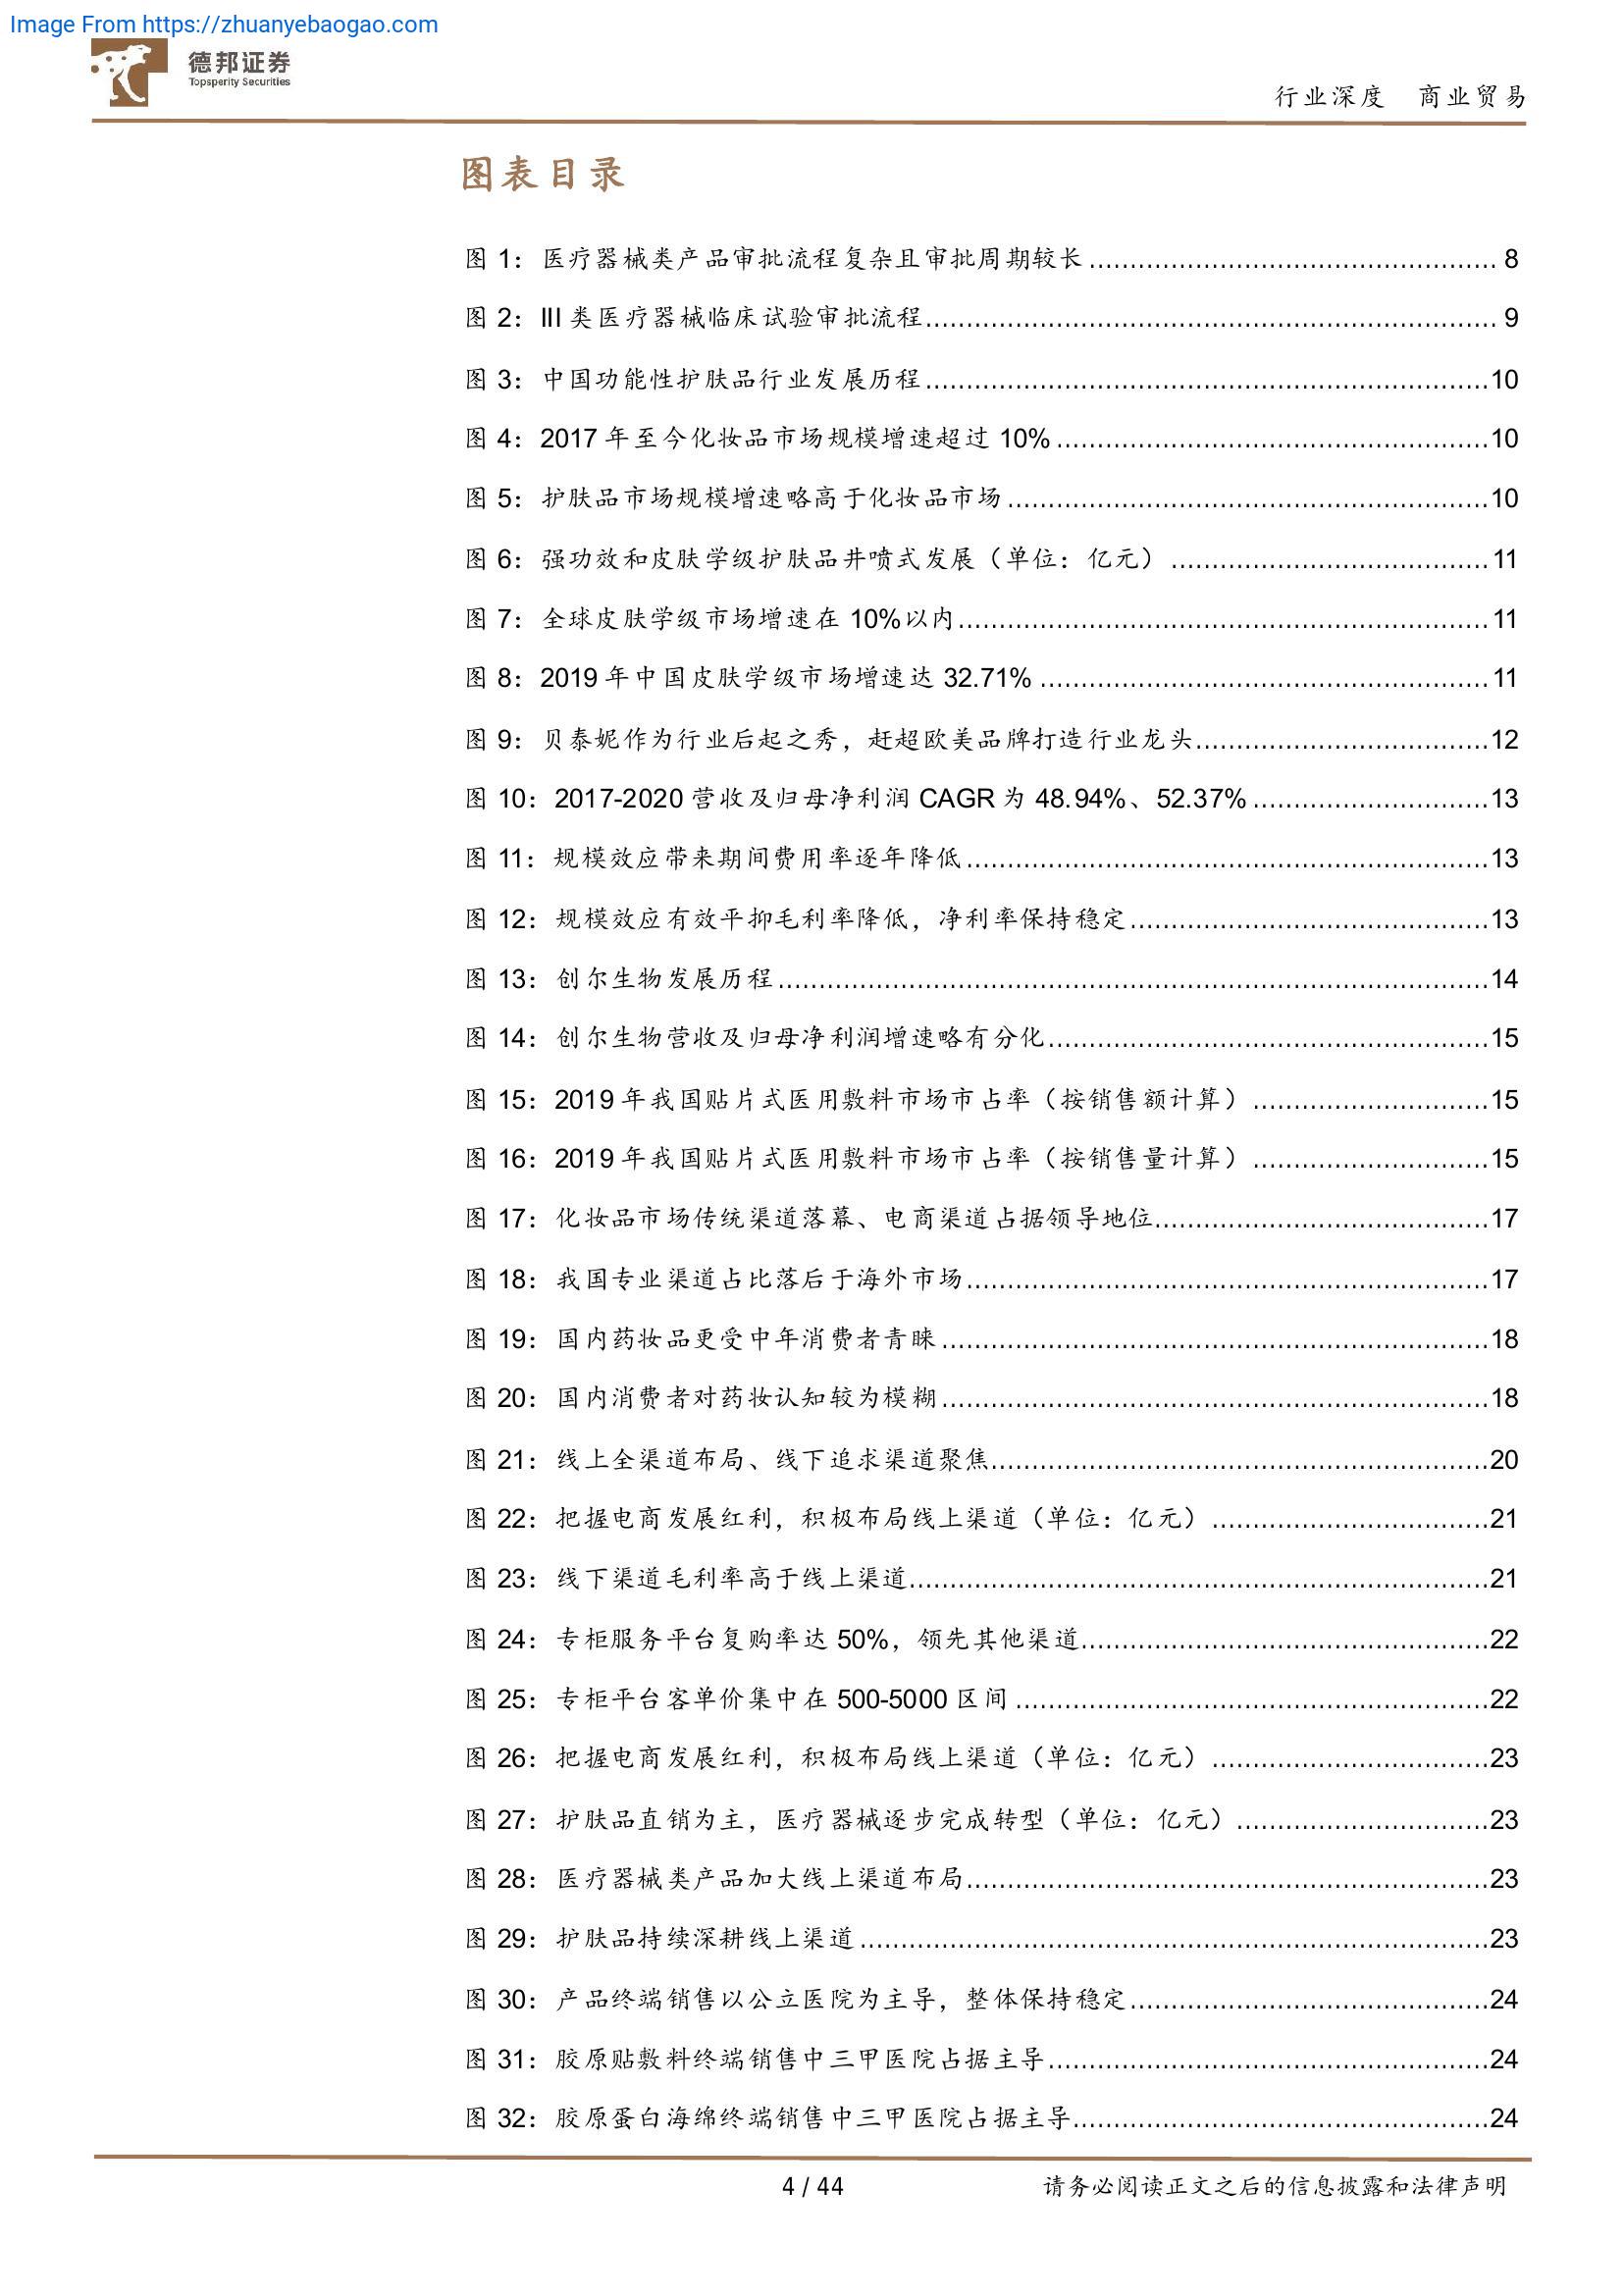 Image From https://zhuanyebaogao.com
德邦证券
Topsperity Securities
行业深度 商业贸易
图表目录
图 1：医疗器械类产品审批流程复杂且审批周期较长 8
图 2：III 类医疗器械临床试验审批流程 9
图 3：中国功能性护肤品行业发展历程 10
图 4：2017 年至今化妆品市场规模增速超过 10% 10
图 5：护肤品市场规模增速略高于化妆品市场 10
图 6：强功效和皮肤学级护肤品井喷式发展（单位：亿元） 11
图 7：全球皮肤学级市场增速在 10%以内 11
图 8：2019 年中国皮肤学级市场增速达 32.71% 11
图 9：贝泰妮作为行业后起之秀，赶超欧美品牌打造行业龙头 12
图 10：2017-2020 营收及归母净利润 CAGR 为 48.94%、52.37% 13
图 11：规模效应带来期间费用率逐年降低 13
图 12：规模效应有效平抑毛利率降低，净利率保持稳定 13
图 13：创尔生物发展历程 14
图 14：创尔生物营收及归母净利润增速略有分化 15
图 15：2019 年我国贴片式医用敷料市场市占率（按销售额计算） 15
图 16：2019 年我国贴片式医用敷料市场市占率（按销售量计算） 15
图 17：化妆品市场传统渠道落幕、电商渠道占据领导地位 17
图 18：我国专业渠道占比落后于海外市场 17
图 19：国内药妆品更受中年消费者青睐 18
图 20：国内消费者对药妆认知较为模糊 18
图 21：线上全渠道布局、线下追求渠道聚焦 20
图 22：把握电商发展红利，积极布局线上渠道（单位：亿元） 21
图 23：线下渠道毛利率高于线上渠道 21
图 24：专柜服务平台复购率达 50%，领先其他渠道 22
图 25：专柜平台客单价集中在 500-5000 区间 22
图 26：把握电商发展红利，积极布局线上渠道（单位：亿元） 23
图 27：护肤品直销为主，医疗器械逐步完成转型（单位：亿元） 23
图 28：医疗器械类产品加大线上渠道布局 23
图 29：护肤品持续深耕线上渠道 23
图 30：产品终端销售以公立医院为主导，整体保持稳定 24
图 31：胶原贴敷料终端销售中三甲医院占据主导 24
图 32：胶原蛋白海绵终端销售中三甲医院占据主导 24
4 / 44
请务必阅读正文之后的信息披露和法律声明